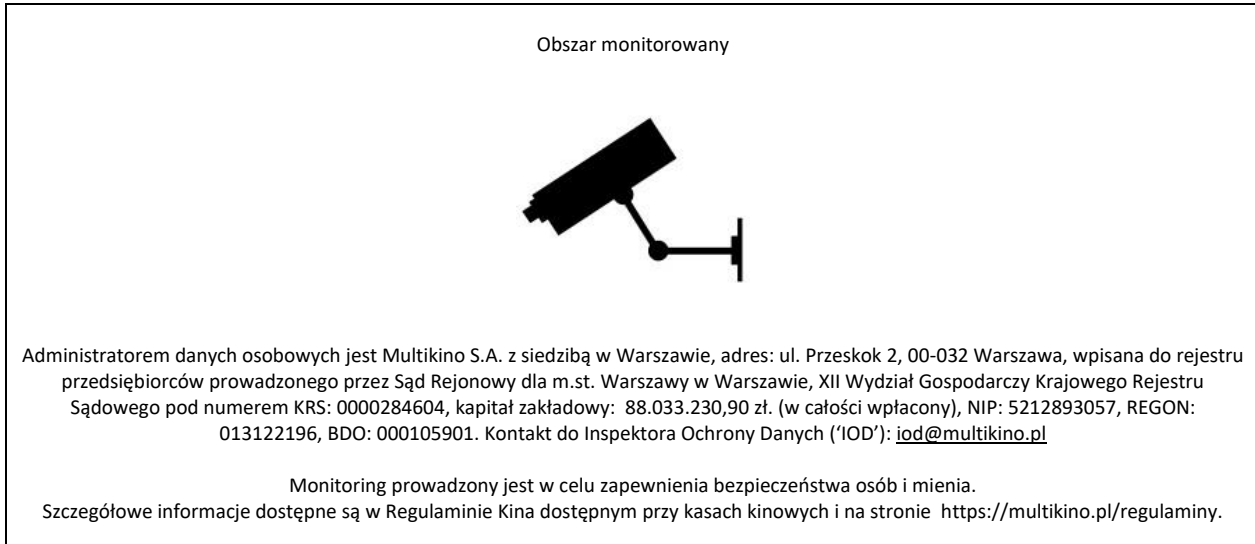 Obszar monitorowany
Administratorem danych osobowych jest Multikino S.A. z siedzibą w Warszawie, adres: ul. Przeskok 2, 00-032 Warszawa, wpisana do rejestru
przedsiębiorców prowadzonego przez Sąd Rejonowy dla m.st. Warszawy w Warszawie, XII Wydział Gospodarczy Krajowego Rejestru
Sądowego pod numerem KRS: 0000284604, kapitał zakładowy:  88.033.230,90 zł. (w całości wpłacony), NIP: 5212893057, REGON:
013122196, BDO: 000105901. Kontakt do Inspektora Ochrony Danych (‘IOD’): iod@multikino.pl
Monitoring prowadzony jest w celu zapewnienia bezpieczeństwa osób i mienia.
Szczegółowe informacje dostępne są w Regulaminie Kina dostępnym przy kasach kinowych i na stronie  https://multikino.pl/regulaminy.